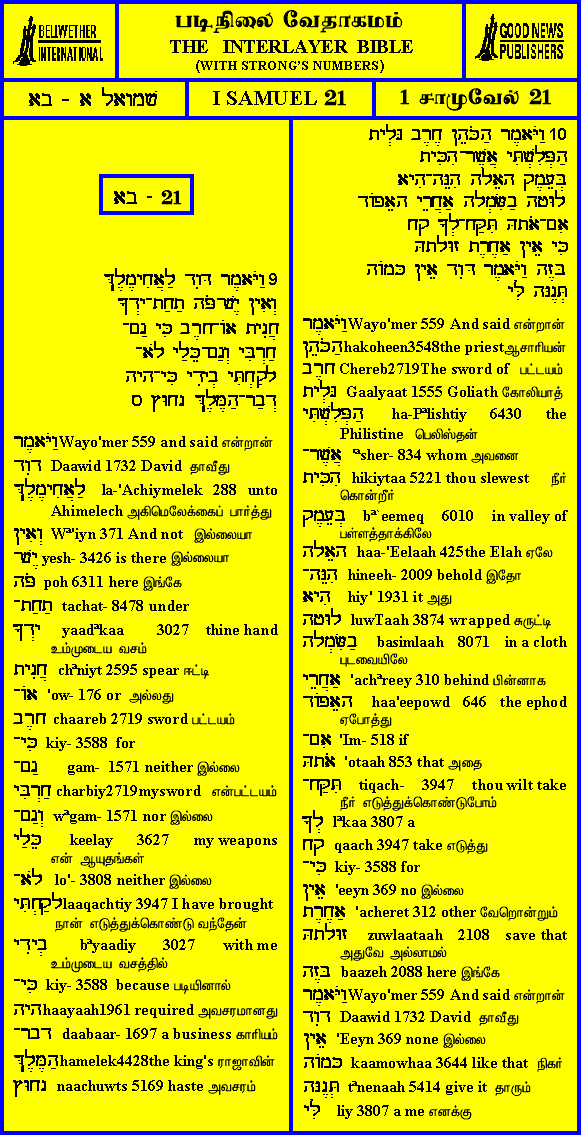 BELLWETHER
INTERNATIONAL
படிநிலை வேதாகமம்
THE INTERLAYER BIBLE
(WITH STRONG'S NUMBERS)
GOOD NEWS
PUBLISHERS
שמואל א - בא
I SAMUEL 21
1 சாமுவேல் 21
בא - 21
9 וַיֹּאמֶר דָּוִד לַאֲחִימֶלֶךְ
וְאִין יֶשׁ־פֹּה תַחַת־יָדְךָ
חֲנִית אוֹ־חָרֶב כִּי גַם־
חַרְבִּי וְגַם־כֵּלַי לֹא־
לָקַחְתִּי בְיָדִי כִּי־הָיָה
דְבַר־הַמֶּלֶךְ נָחוּץ ס
וַיֹּאמֶר Wayo'mer 559 and said என்றான்
דָּוִד Daawid 1732 David தாவீது
לַאֲחִימֶלֶךְ la-'Achiymelek 288 unto
Ahimelech அகிமெலேக்கைப் பார்த்து
וְאִין Wª'iyn 371 And not இல்லையா
יֶשׁ yesh- 3426 is there இல்லையா
פֹּה poh 6311 here இங்கே
תַחַת־ tachat- 8478 under
יָדְךָ yaadªkaa 3027 thine hand
உம்முடைய வசம்
חֲנִית chªniyt 2595 spear ஈட்டி
אוֹ־ 'ow- 176 or அல்லது
חָרֶב chaareb 2719 sword பட்டயம்
כִּי־ kiy- 3588 for
גַם־ gam- 1571 neither இல்லை
חַרְבִּי charbiy2719mysword என்பட்டயம்
וְגַם־ wªgam- 1571 nor இல்லை
כֵּלַי keelay 3627 my weapons
என் ஆயுதங்கள்
לֹא־ lo'- 3808 neither இல்லை
לָקַחְתִּי laaqachtiy 3947 I have brought
நான் எடுத்துக்கொண்டு வந்தேன்
בְיָדִי bªyaadiy 3027 with me
உம்முடைய வசத்தில்
כִּי־ kiy- 3588 because படியினால்
הָיָה haayaah1961 required அவசரமானது
דְבַר־ daabaar- 1697 a business காரியம்
הַמֶּלֶךְ hamelek4428the king's ராஜாவின்
נָחוּץ naachuwts 5169 haste அவசரம்
10 וַיֹּאמֶר הַכֹּהֵן חֶרֶב גָּלְיָת
הַפְּלִשְׁתִּי אֲשֶׁר־הִכִּיתָ
בְּעֵמֶק הָאֵלָה הִנֵּה־הִיא
לוּטָה בַשִּׂמְלָה אַחֲרֵי הָאֵפוֹד
אִם־אֹתָהּ תִּקַּח־לְךָ קָח
כִּי אֵין אַחֶרֶת זוּלָתָהּ
בָּזֶה וַיֹּאמֶר דָּוִד אֵין כָּמוֹהָ
תְּנֶנָּה לִּי
וַיֹּאמֶר Wayo'mer 559 And said என்றான்
הַכֹּהֵן hakoheen3548the priestஆசாரியன்
חֶרֶב Chereb2719The sword of பட்டயம்
גָּלְיָת Gaalyaat 1555 Goliath கோலியாத்
הַפְּלִשְׁתִּי ha-Pªlishtiy 6430 the
Philistine பெலிஸ்தன்
אֲשֶׁר־ ªsher- 834 whom அவனை
הִכִּיתָ hikiytaa 5221 thou slewest நீர்
கொன்றீர்
בְּעֵמֶק bª`eemeq 6010 in valley of
பள்ளத்தாக்கிலே
הָאֵלָה haa-'Eelaah 425the Elah ஏலே
הִנֵּה־ hineeh- 2009 behold இதோ
הִיא hiy' 1931 it அது
לוּטָה luwTaah 3874 wrapped சுருட்டி
בַשִּׂמְלָה basimlaah 8071 in a cloth
புடவையிலே
אַחֲרֵי 'achªreey 310 behind பின்னாக
הָאֵפוֹד haa'eepowd 646 the ephod
ஏபோத்து
אִם־ 'Im- 518 if
אֹתָהּ 'otaah 853 that அதை
תִּקַּח־ tiqach- 3947 thou wilt take
நீர் எடுத்துக்கொண்டுபோம்
לְךָ lªkaa 3807 a
קָח qaach 3947 take எடுத்து
כִּי־ kiy- 3588 for
אֵין 'eeyn 369 no இல்லை
אַחֶרֶת 'acheret 312 other வேறொன்றும்
זוּלָתָהּ zuwlaataah 2108 save that
அதுவே அல்லாமல்
בָּזֶה baazeh 2088 here இங்கே
וַיֹּאמֶר Wayo'mer 559 And said என்றான்
דָּוִד Daawid 1732 David தாவீது
אֵין 'Eeyn 369 none இல்லை
כָּמוֹהָ kaamowhaa 3644 like that நிகர்
תְּנֶנָּה tªnenaah 5414 give it தாரும்
לִּי liy 3807 a me எனக்கு